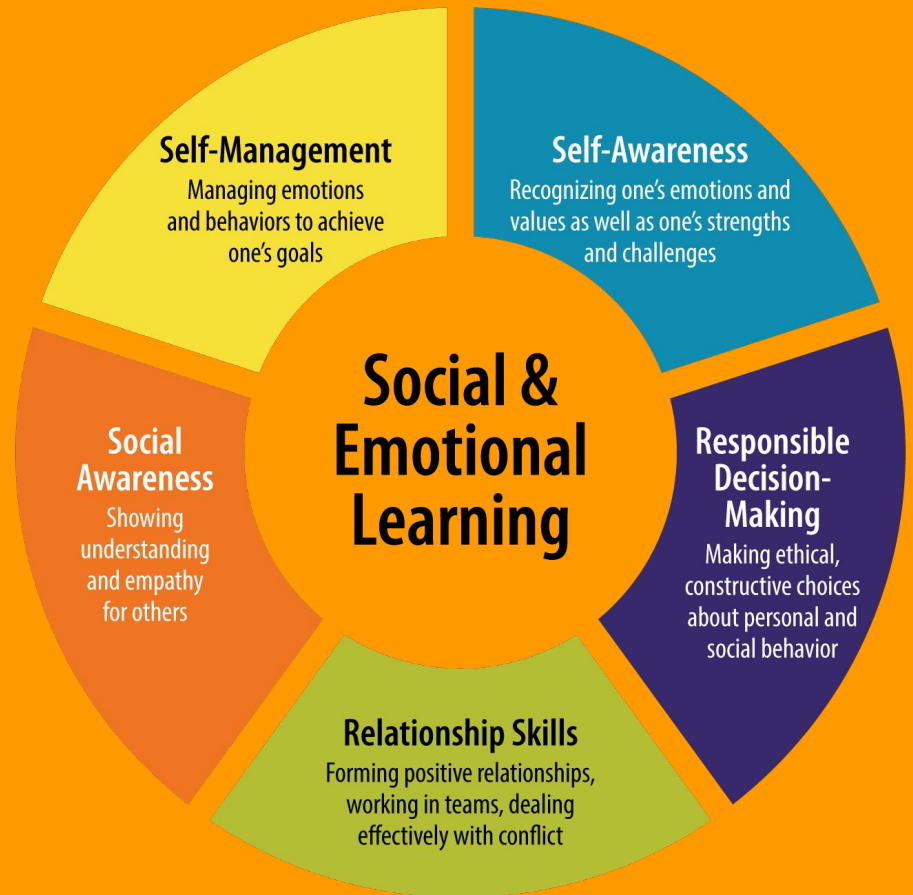 Self-Management
Managing emotions
and behaviors to achieve
one’s goals
Self-Awareness
Recognizing one’s emotions and
values as well as one’s strengths
and challenges
Social &
Emotional
Learning
Social
Awareness
Showing
understanding
and empathy
for others
Responsible
Decision-
Making
Making ethical,
constructive choices
about personal and
social behavior
Relationship Skills
Forming positive relationships,
working in teams, dealing
effectively with conflict